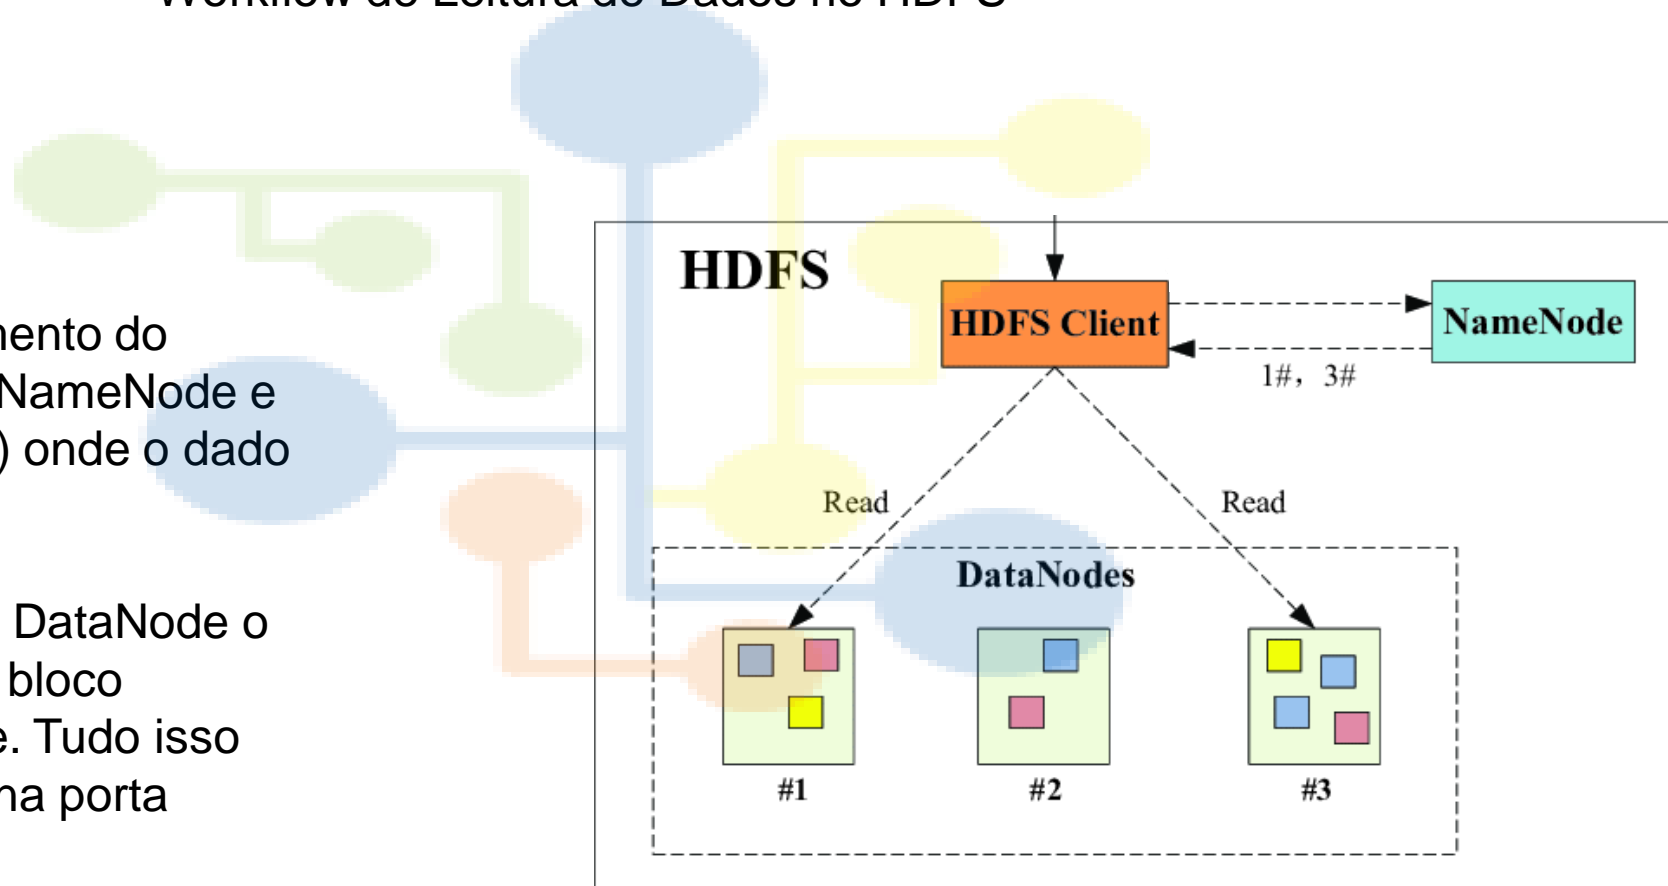 Workflow de Leitura de Dados no HDFS
HDFS
HDFS Client
NameNode
1#, 3#
mento do
NameNode e
) onde o dado
Read
Read
DataNodes
DataNode o
bloco
e. Tudo isso
na porta
#1
#2
#3